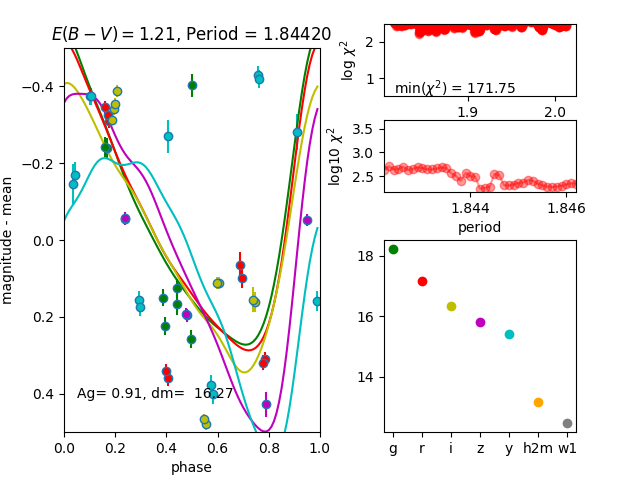 E(B − V) = 1.21, Period = 1.84420
magnitude - mean
−0.4
−0.2
0.0
0.2
0.4
Ag= 0.91, dm=  16.27
0.0 0.2 0.4 0.6 0.8 1.0
phase
log χ²
2
1
min(χ²) = 171.75
1.9 2.0
log10 χ²
3.5
3.0
2.5
1.844 1.846
period
18
16
14
g r i z y h2m w1